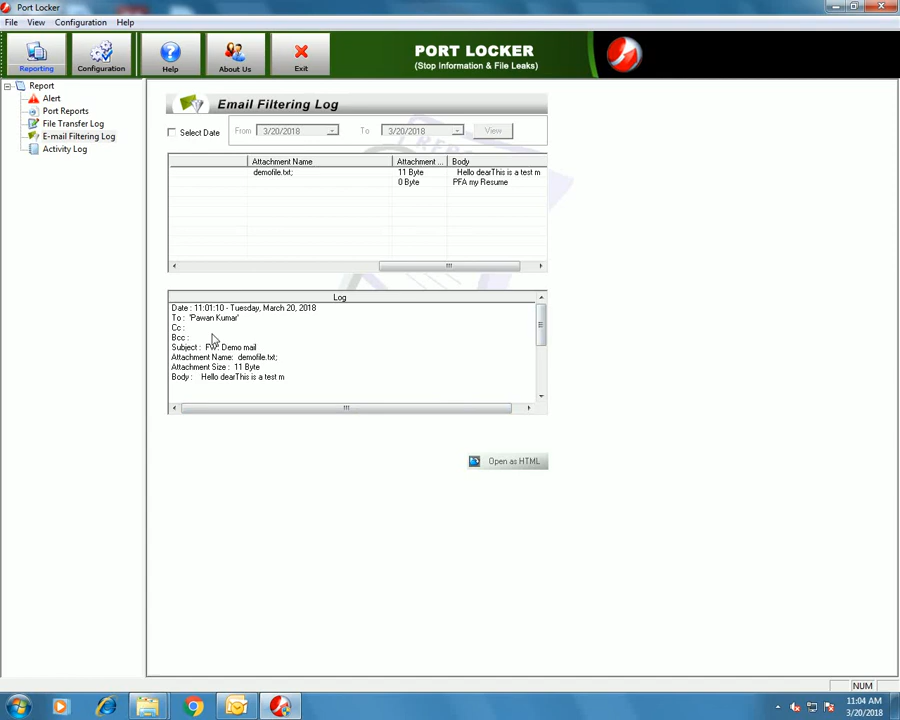 Port Locker
File View Configuration Help
Reporting Configuration Help About Us Exit
PORT LOCKER
(Stop Information & File Leaks)
Report
Alert
Port Reports
File Transfer Log
E-mail Filtering Log
Activity Log
Email Filtering Log
Select Date From 3/20/2018 To 3/20/2018 View
Attachment Name Attachment ... Body
demofile.txt; 11 Byte Hello dearThis is a test m
0 Byte PFA my Resume
Log
Date : 11:01:10 - Tuesday, March 20, 2018
To : 'Pawan Kumar'
Cc :
Bcc :
Subject : FW: Demo mail
Attachment Name: demofile.txt;
Attachment Size : 11 Byte
Body : Hello dearThis is a test m
Open as HTML
NUM
11:04 AM
3/20/2018